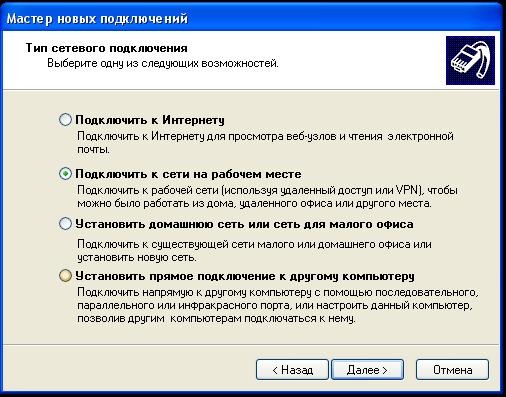 Мастер новых подключений
Тип сетевого подключения
Выберите одну из следующих возможностей.
Подключить к Интернету
Подключить к Интернету для просмотра веб-узлов и чтения электронной
почты.
Подключить к сети на рабочем месте
Подключить к рабочей сети (используя удаленный доступ или VPN), чтобы
можно было работать из дома, удаленного офиса или другого места.
Установить домашнюю сеть или сеть для малого офиса
Подключить к существующей сети малого или домашнего офиса или
установить новую сеть.
Установить прямое подключение к другому компьютеру
Подключить напрямую к другому компьютеру с помощью последовательного,
параллельного или инфракрасного порта, или настроить данный компьютер,
позволив другим компьютерам подключаться к нему.
< Назад
Далее >
Отмена